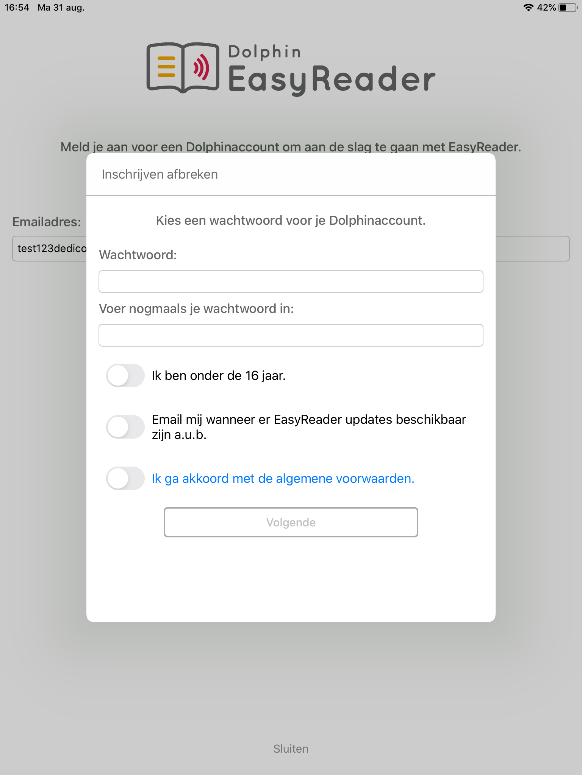 16:54 Ma 31 aug. 42%
Dolphin
EasyReader
Meld je aan voor een Dolphinaccount om aan de slag te gaan met EasyReader.
Inschrijven afbreken
Kies een wachtwoord voor je Dolphinaccount.
Emailadres:
test123dedico
Wachtwoord:
Voer nogmaals je wachtwoord in:
Ik ben onder de 16 jaar.
Email mij wanneer er EasyReader updates beschikbaar
zijn a.u.b.
Ik ga akkoord met de algemene voorwaarden.
Volgende
Sluiten